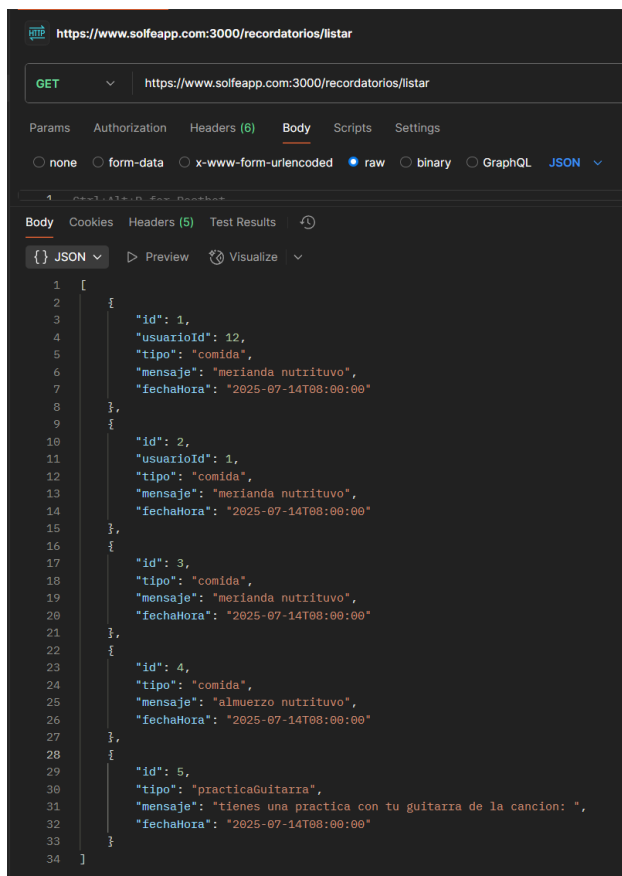 HTTP https://www.solfeapp.com:3000/recordatorios/listar
GET https://www.solfeapp.com:3000/recordatorios/listar
Params Authorization Headers (6) Body Scripts Settings
none form-data x-www-form-urlencoded raw binary GraphQL JSON
1 Ctrl+Alt+P for Postbot
Body Cookies Headers (5) Test Results
{} JSON Preview Visualize
1 [
2 {
3 "id": 1,
4 "usuarioId": 12,
5 "tipo": "comida",
6 "mensaje": "merianda nutrituvo",
7 "fechaHora": "2025-07-14T08:00:00"
8 },
9 {
10 "id": 2,
11 "usuarioId": 1,
12 "tipo": "comida",
13 "mensaje": "merianda nutrituvo",
14 "fechaHora": "2025-07-14T08:00:00"
15 },
16 {
17 "id": 3,
18 "tipo": "comida",
19 "mensaje": "merianda nutrituvo",
20 "fechaHora": "2025-07-14T08:00:00"
21 },
22 {
23 "id": 4,
24 "tipo": "comida",
25 "mensaje": "almuerzo nutrituvo",
26 "fechaHora": "2025-07-14T08:00:00"
27 },
28 {
29 "id": 5,
30 "tipo": "practicaGuitarra",
31 "mensaje": "tienes una practica con tu guitarra de la cancion: ",
32 "fechaHora": "2025-07-14T08:00:00"
33 }
34 ]